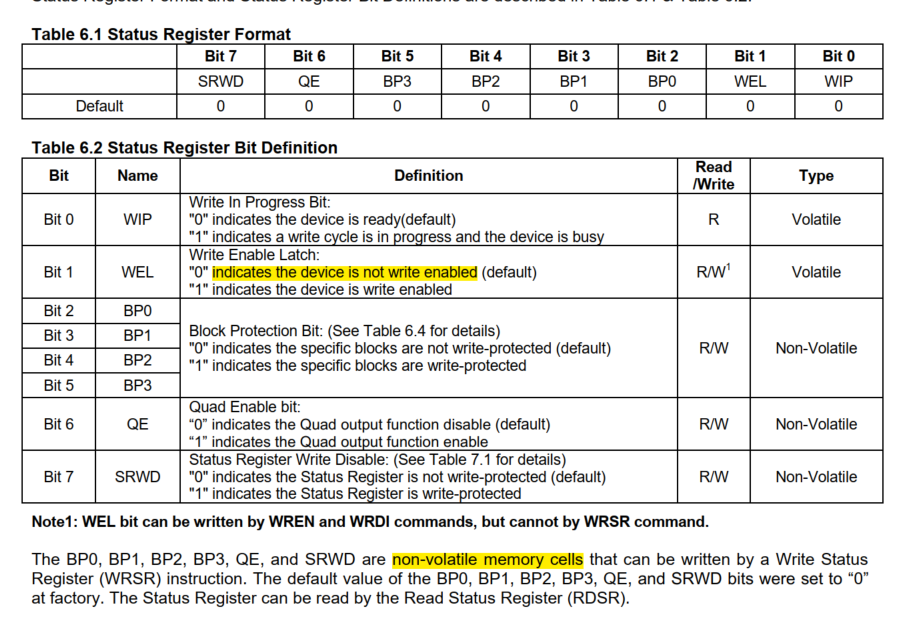 Table 6.1 Status Register Format
Bit 7 Bit 6 Bit 5 Bit 4 Bit 3 Bit 2 Bit 1 Bit 0
SRWD QE BP3 BP2 BP1 BP0 WEL WIP
Default 0 0 0 0 0 0 0 0
Table 6.2 Status Register Bit Definition
Bit Name Definition Read /Write Type
Bit 0 WIP Write In Progress Bit:
"0" indicates the device is ready(default)
"1" indicates a write cycle is in progress and the device is busy
R Volatile
Bit 1 WEL Write Enable Latch:
"0" indicates the device is not write enabled (default)
"1" indicates the device is write enabled
R/W1 Volatile
Bit 2 BP0
Bit 3 BP1
Bit 4 BP2
Bit 5 BP3
Block Protection Bit: (See Table 6.4 for details)
"0" indicates the specific blocks are not write-protected (default)
"1" indicates the specific blocks are write-protected
R/W Non-Volatile
Bit 6 QE Quad Enable bit:
“0” indicates the Quad output function disable (default)
“1” indicates the Quad output function enable
R/W Non-Volatile
Bit 7 SRWD Status Register Write Disable: (See Table 7.1 for details)
"0" indicates the Status Register is not write-protected (default)
"1" indicates the Status Register is write-protected
R/W Non-Volatile
Note1: WEL bit can be written by WREN and WRDI commands, but cannot by WRSR command.
The BP0, BP1, BP2, BP3, QE, and SRWD are non-volatile memory cells that can be written by a Write Status
Register (WRSR) instruction. The default value of the BP0, BP1, BP2, BP3, QE, and SRWD bits were set to “0”
at factory. The Status Register can be read by the Read Status Register (RDSR).